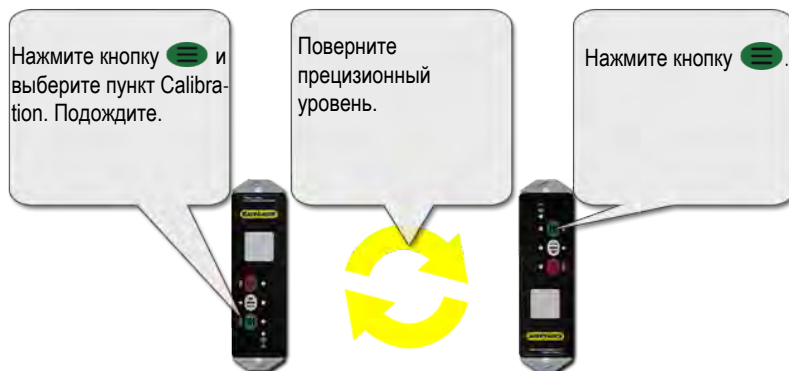 Нажмите кнопку и
выберите пункт Calibra-
tion. Подождите.
Поверните
прецизионный
уровень.
Нажмите кнопку .